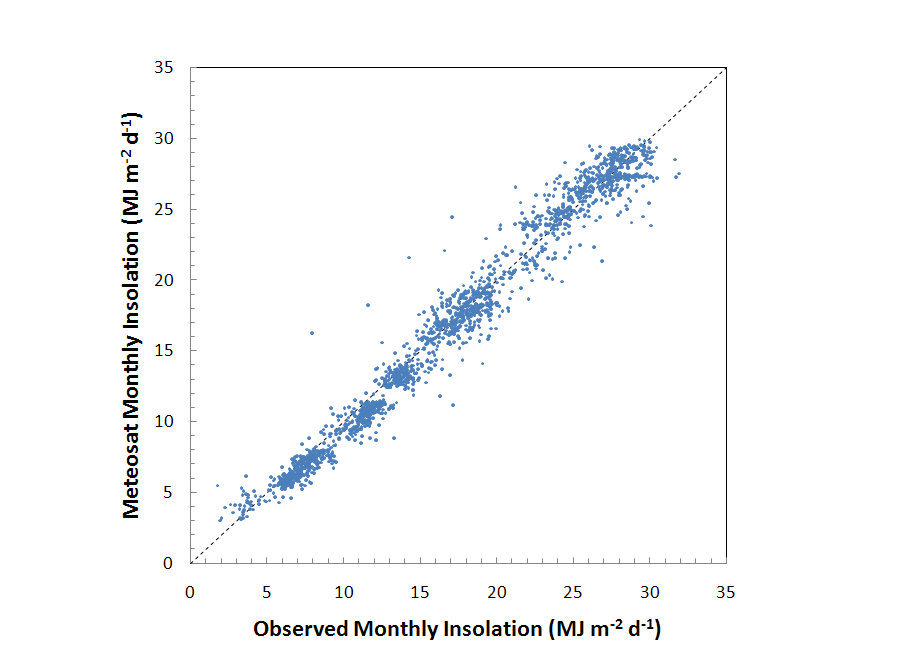 Meteosat Monthly Insolation (MJ m⁻² d⁻¹)
35
30
25
20
15
10
5
0
0 5 10 15 20 25 30 35
Observed Monthly Insolation (MJ m⁻² d⁻¹)